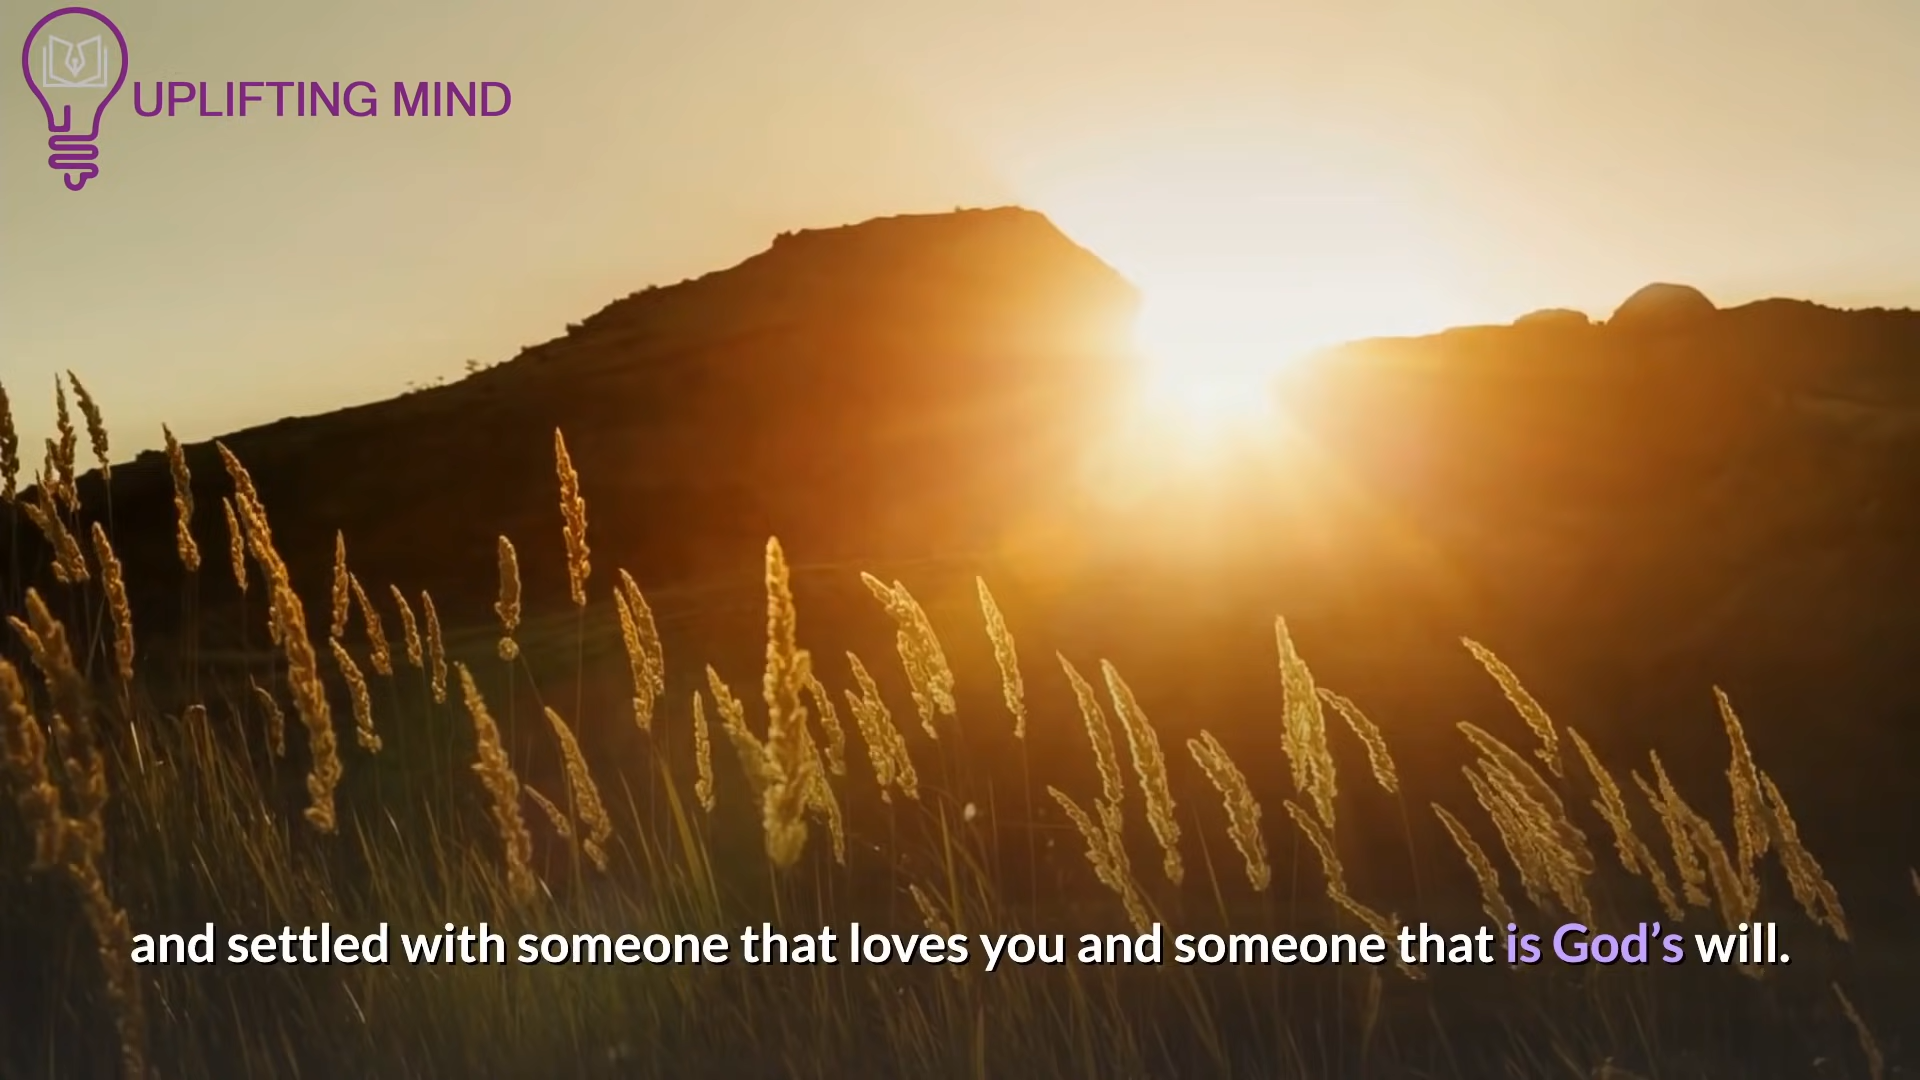 UPLIFTING MIND
and settled with someone that loves you and someone that is God’s will.